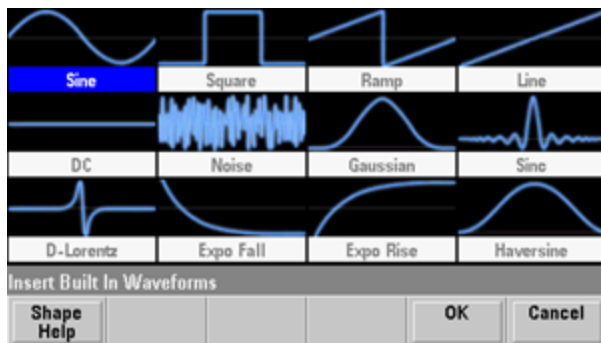 Sine Square Ramp Line
DC Noise Gaussian Sinc
D-Lorentz Expo Fall Expo Rise Haversine
Insert Built In Waveforms
Shape Help OK Cancel